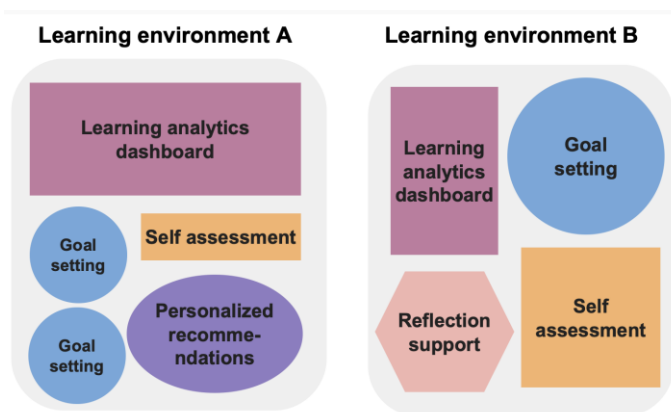 Learning environment A
Learning analytics
dashboard
Goal
setting
Self assessment
Goal
setting
Personalized
recomme-
ndations
Learning environment B
Learning
analytics
dashboard
Goal
setting
Reflection
support
Self
assessment